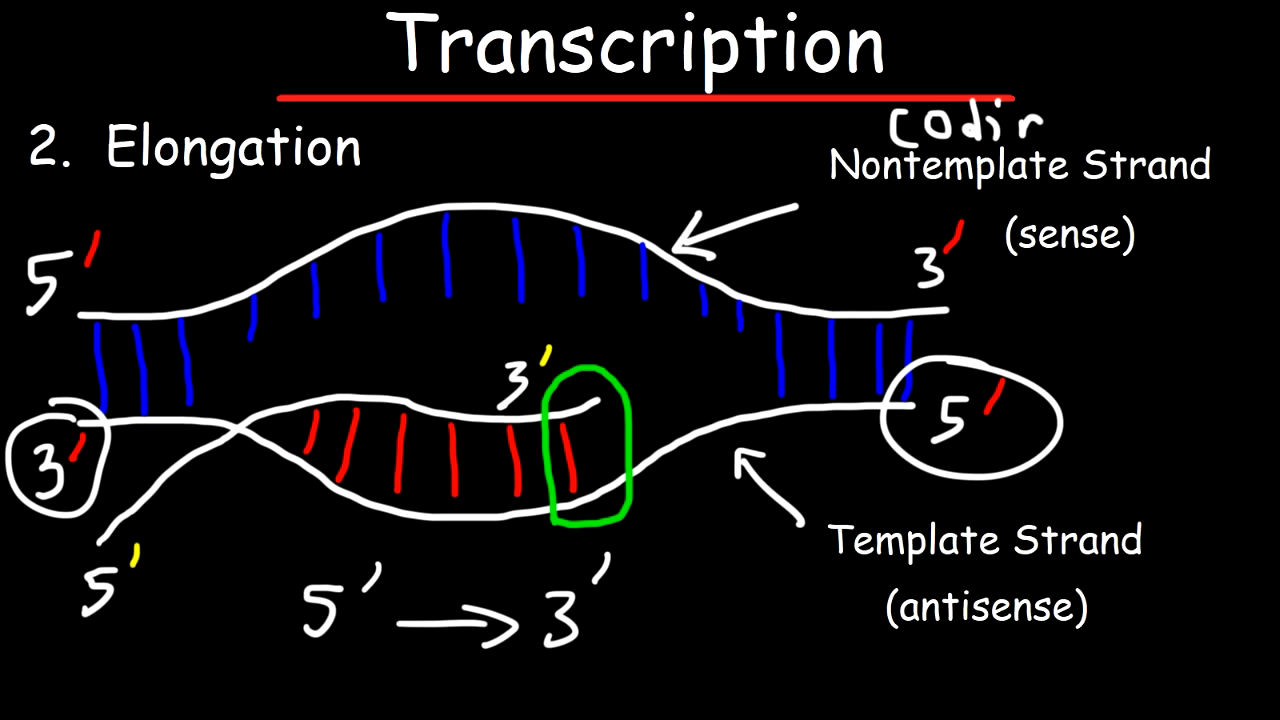 Transcription
codir
2. Elongation
Nontemplate Strand
(sense)
5'
3'
3'
3'
5'
5'
5' → 3'
Template Strand
(antisense)